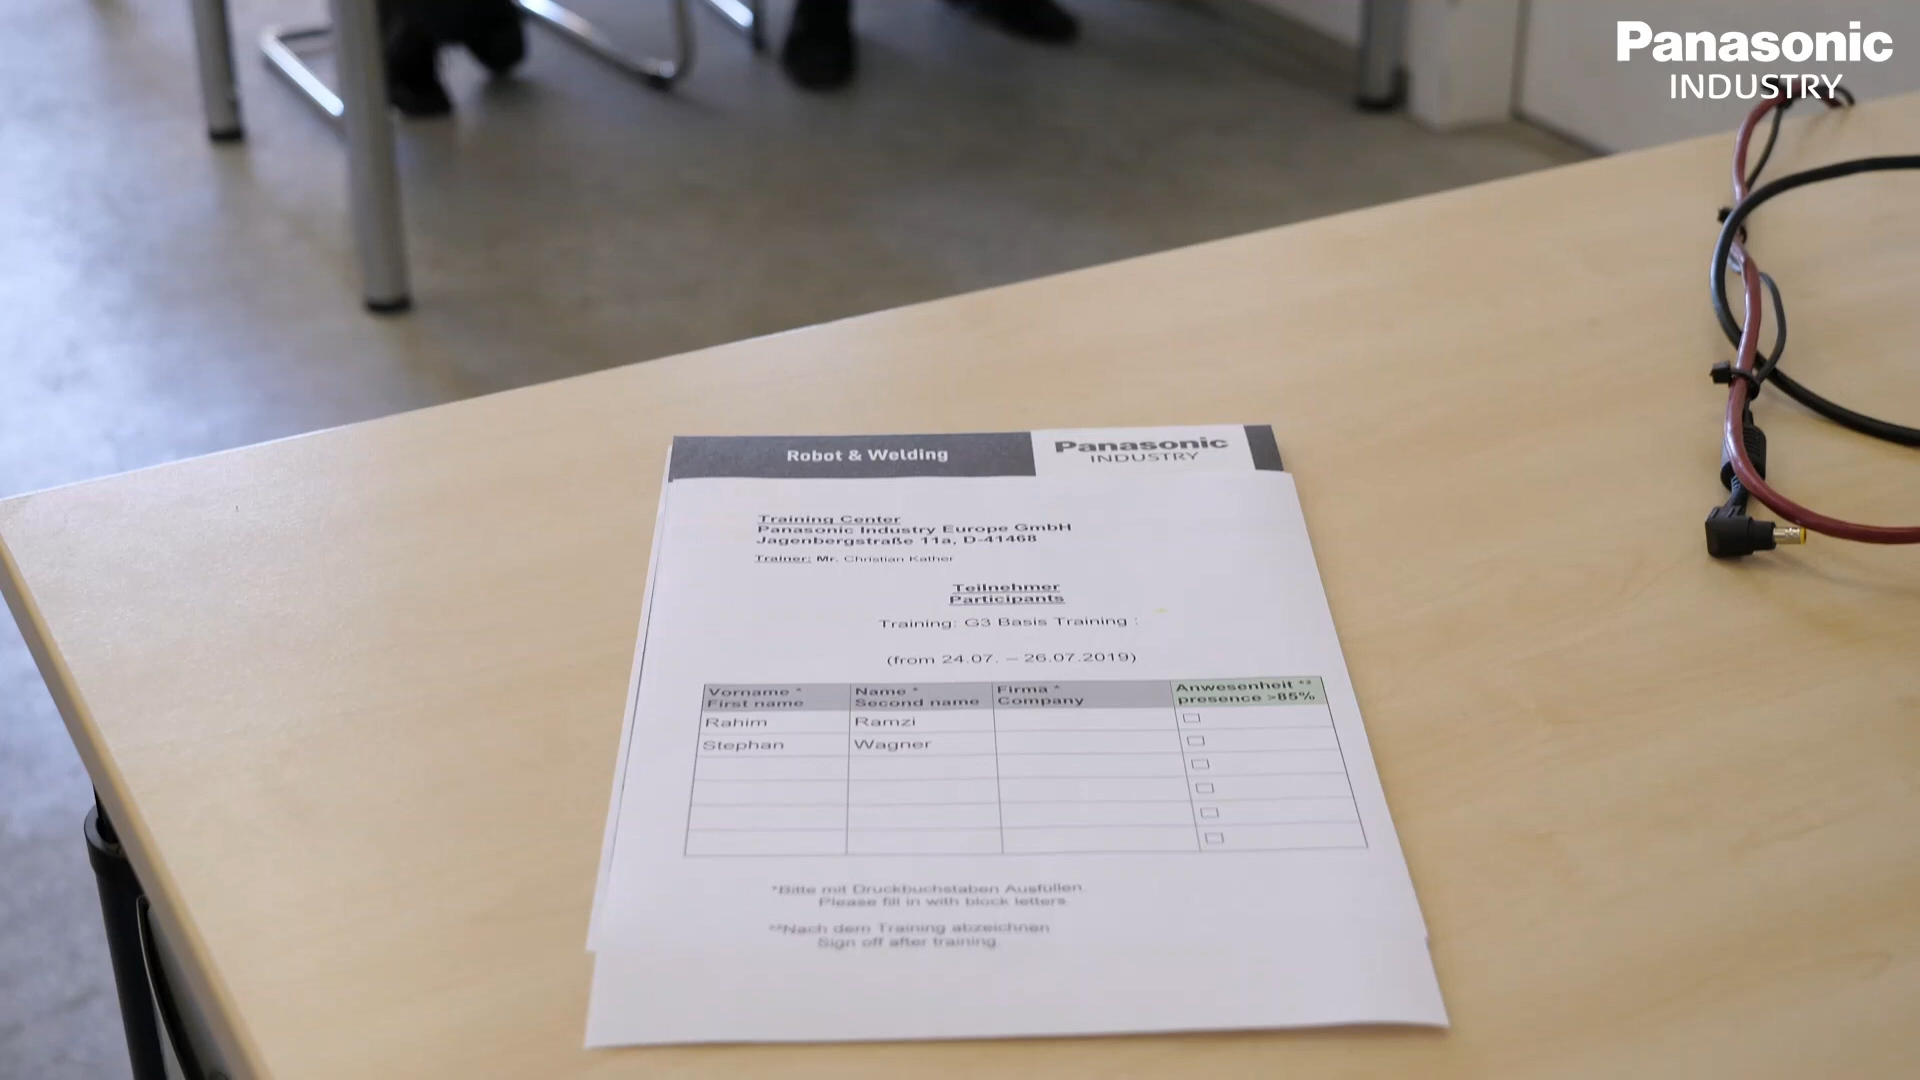 Panasonic
INDUSTRY
Robot & Welding
Panasonic
INDUSTRY
Training Center
Panasonic Industry Europe GmbH
Jagenbergstraße 11a, D-41468
Trainer: Mr. Christian Kather
Teilnehmer
Participants
Training: G3 Basis Training :
(from 24.07. – 26.07.2019)
Vorname * Name * Firma * Anwesenheit **
First name Second name Company presence >85%
Rahim Ramzi
Stephan Wagner
*Bitte mit Druckbuchstaben Ausfüllen.
Please fill in with block letters
**Nach dem Training abzeichnen
Sign off after training.